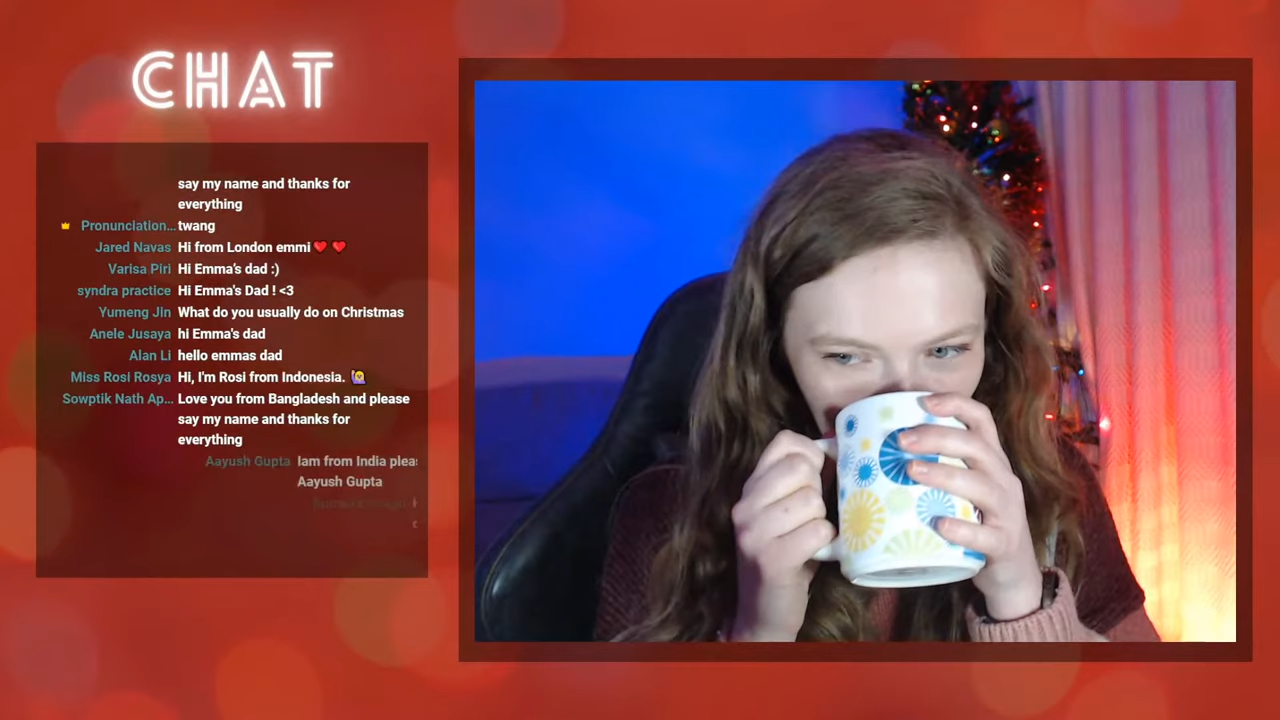 CHAT
say my name and thanks for
everything
Pronunciation... twang
Jared Navas Hi from London emmi❤️ ❤️
Varisa Piri Hi Emma's dad :)
syndra practice Hi Emma's Dad ! <3
Yumeng Jin What do you usually do on Christmas
Anele Jusaya hi Emma's dad
Alan Li hello emmas dad
Miss Rosi Rosya Hi, I'm Rosi from Indonesia. 🙋‍♀️
Sowptik Nath Ap... Love you from Bangladesh and please
say my name and thanks for
everything
Aayush Gupta Iam from India
Aayush Gupta